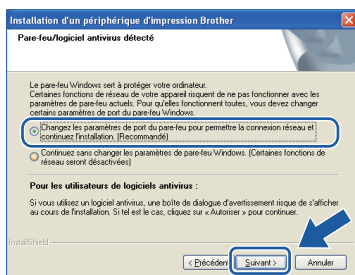 Installation d'un périphérique d'impression Brother
Pare-feu/logiciel antivirus détecté
Le pare-feu Windows sert à protéger votre ordinateur.
Certaines fonctions de réseau de votre appareil risquent de ne pas fonctionner avec les
paramètres de pare-feu actuels. Pour qu'elles fonctionnent toutes, vous devez changer
certains paramètres de port du pare-feu Windows.
Changez les paramètres de port du pare-feu pour permettre la connexion réseau et
continuez l'installation. (Recommandé)
Continuez sans changer les paramètres de pare-feu Windows. (Certaines fonctions de
réseau seront désactivées)
Pour les utilisateurs de logiciels antivirus :
Si vous utilisez un logiciel antivirus, une boîte de dialogue d'avertissement risque de s'afficher
au cours de l'installation. Si tel est le cas, cliquez sur « Autoriser » pour continuer.
InstallShield
< Précédent Suivant > Annuler